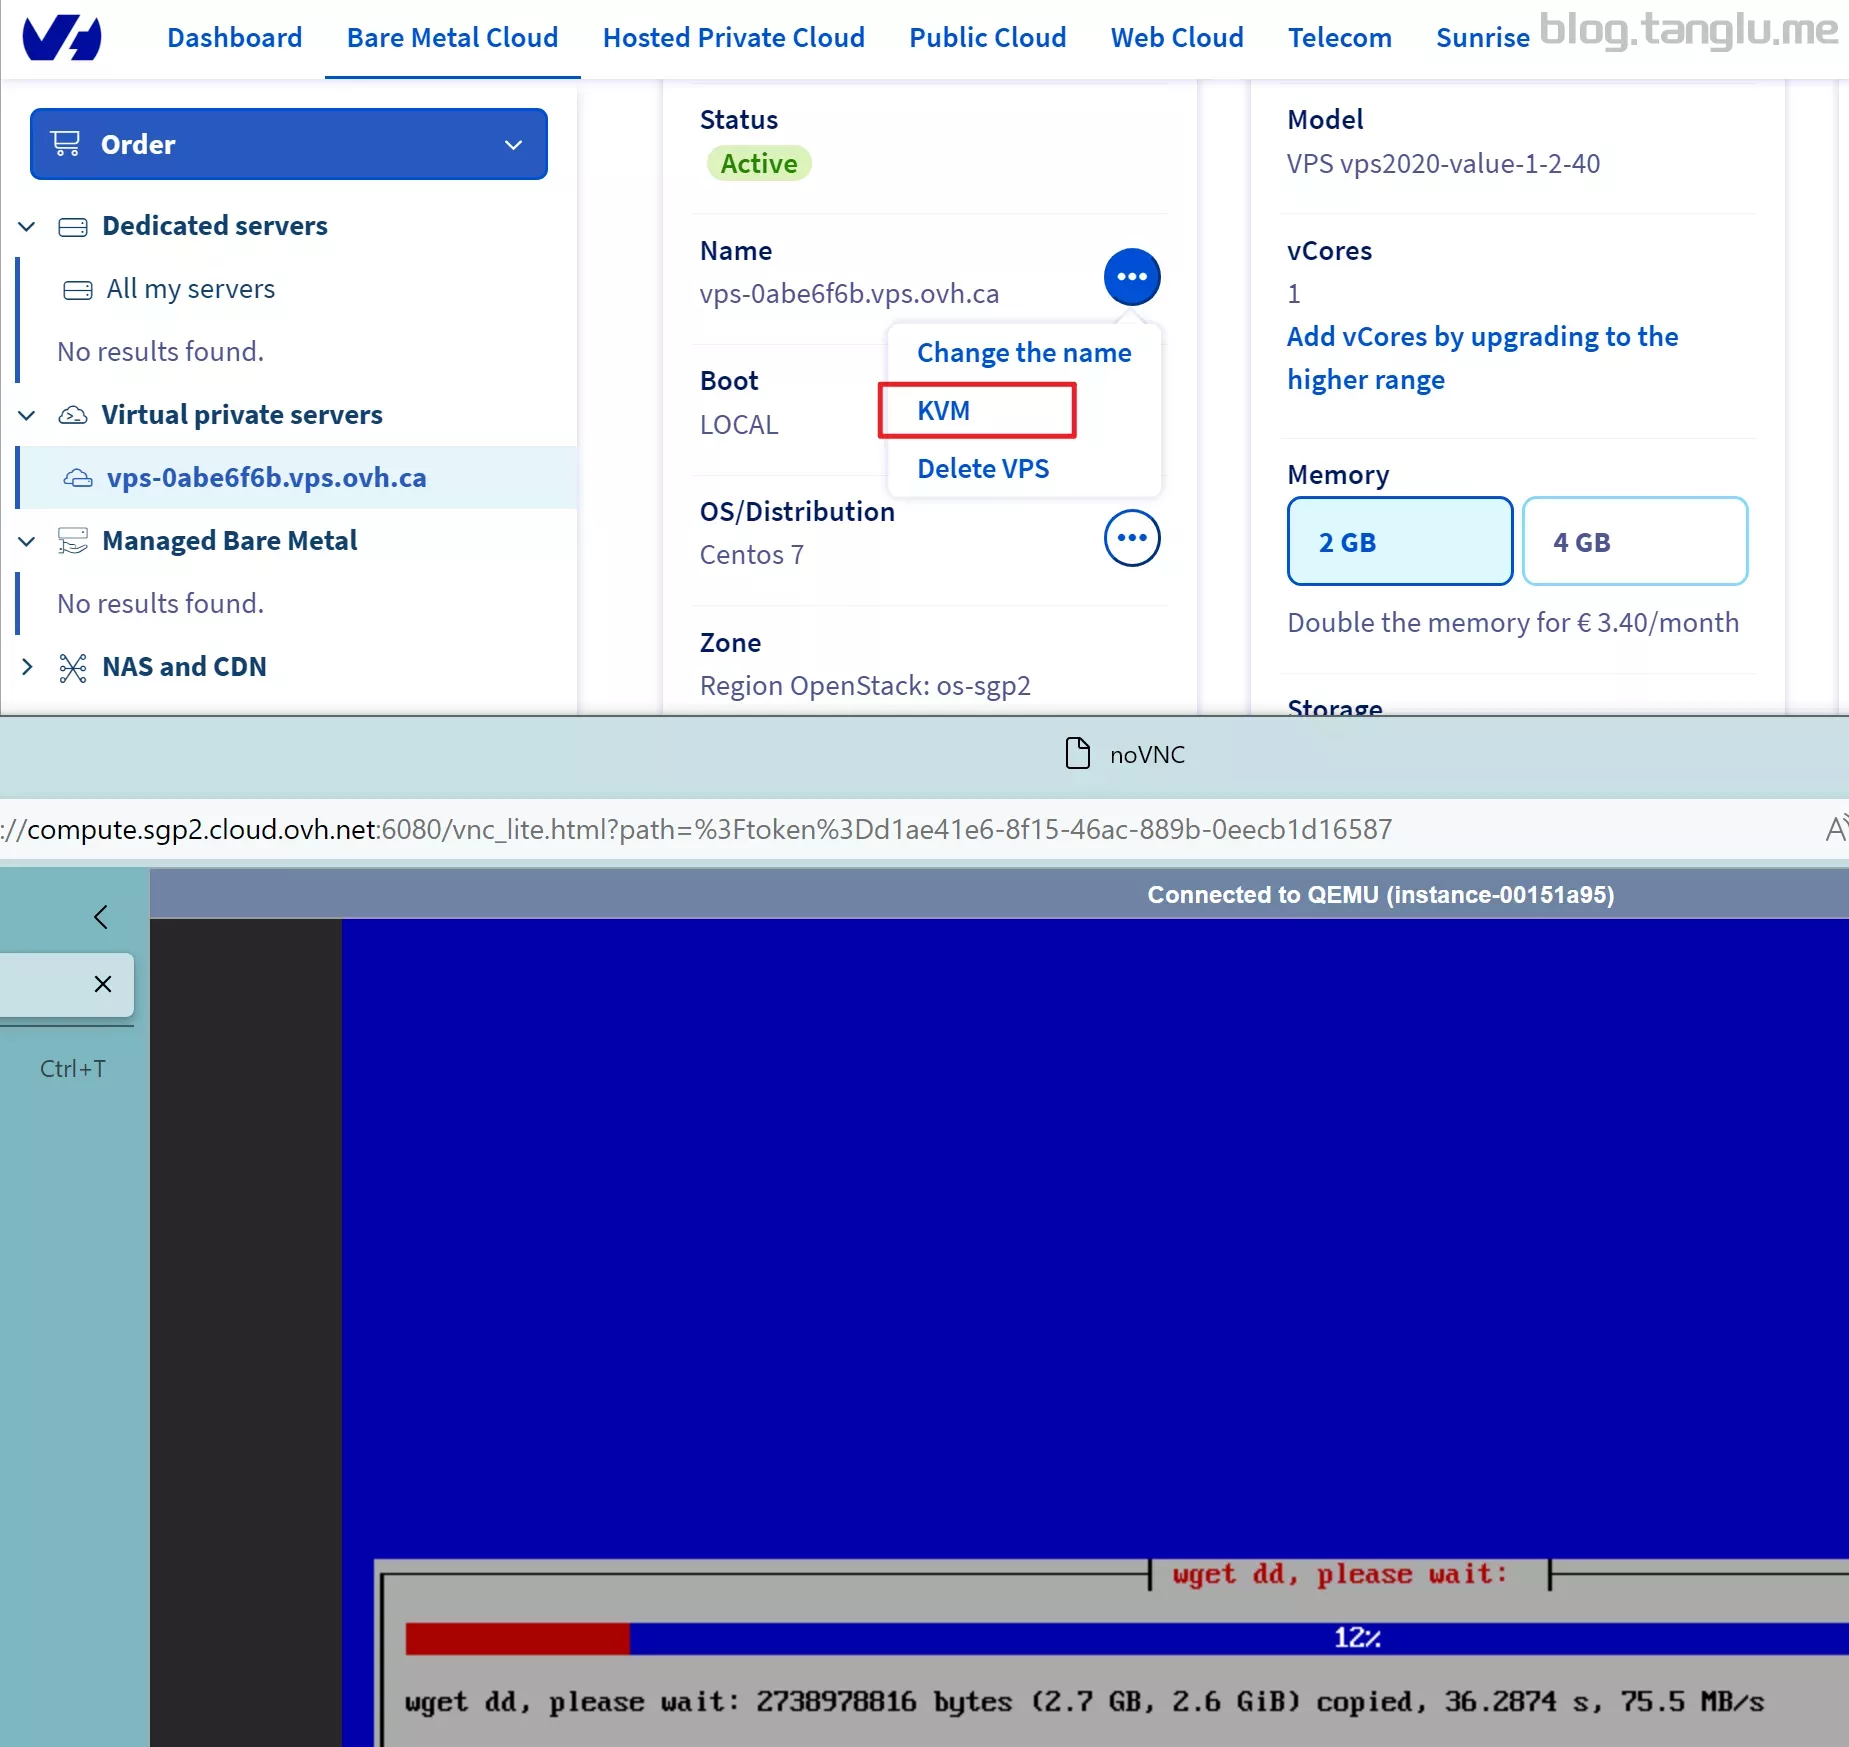 Dashboard Bare Metal Cloud Hosted Private Cloud Public Cloud Web Cloud Telecom Sunrise
blog.tanglu.me
Order
Dedicated servers
All my servers
No results found.
Virtual private servers
vps-0abe6f6b.vps.ovh.ca
Managed Bare Metal
No results found.
NAS and CDN
Status
Active
Name
vps-0abe6f6b.vps.ovh.ca
Change the name
KVM
Delete VPS
Boot
LOCAL
OS/Distribution
Centos 7
Zone
Region OpenStack: os-sgp2
Model
VPS vps2020-value-1-2-40
vCores
1
Add vCores by upgrading to the
higher range
Memory
2 GB 4 GB
Double the memory for € 3.40/month
Storage
noVNC
://compute.sgp2.cloud.ovh.net:6080/vnc_lite.html?path=%3Ftoken%3Dd1ae41e6-8f15-46ac-889b-0eecb1d16587
Connected to QEMU (instance-00151a95)
Ctrl+T
wget dd, please wait:
12%
wget dd, please wait: 2738978816 bytes (2.7 GB, 2.6 GiB) copied, 36.2874 s, 75.5 MB/s